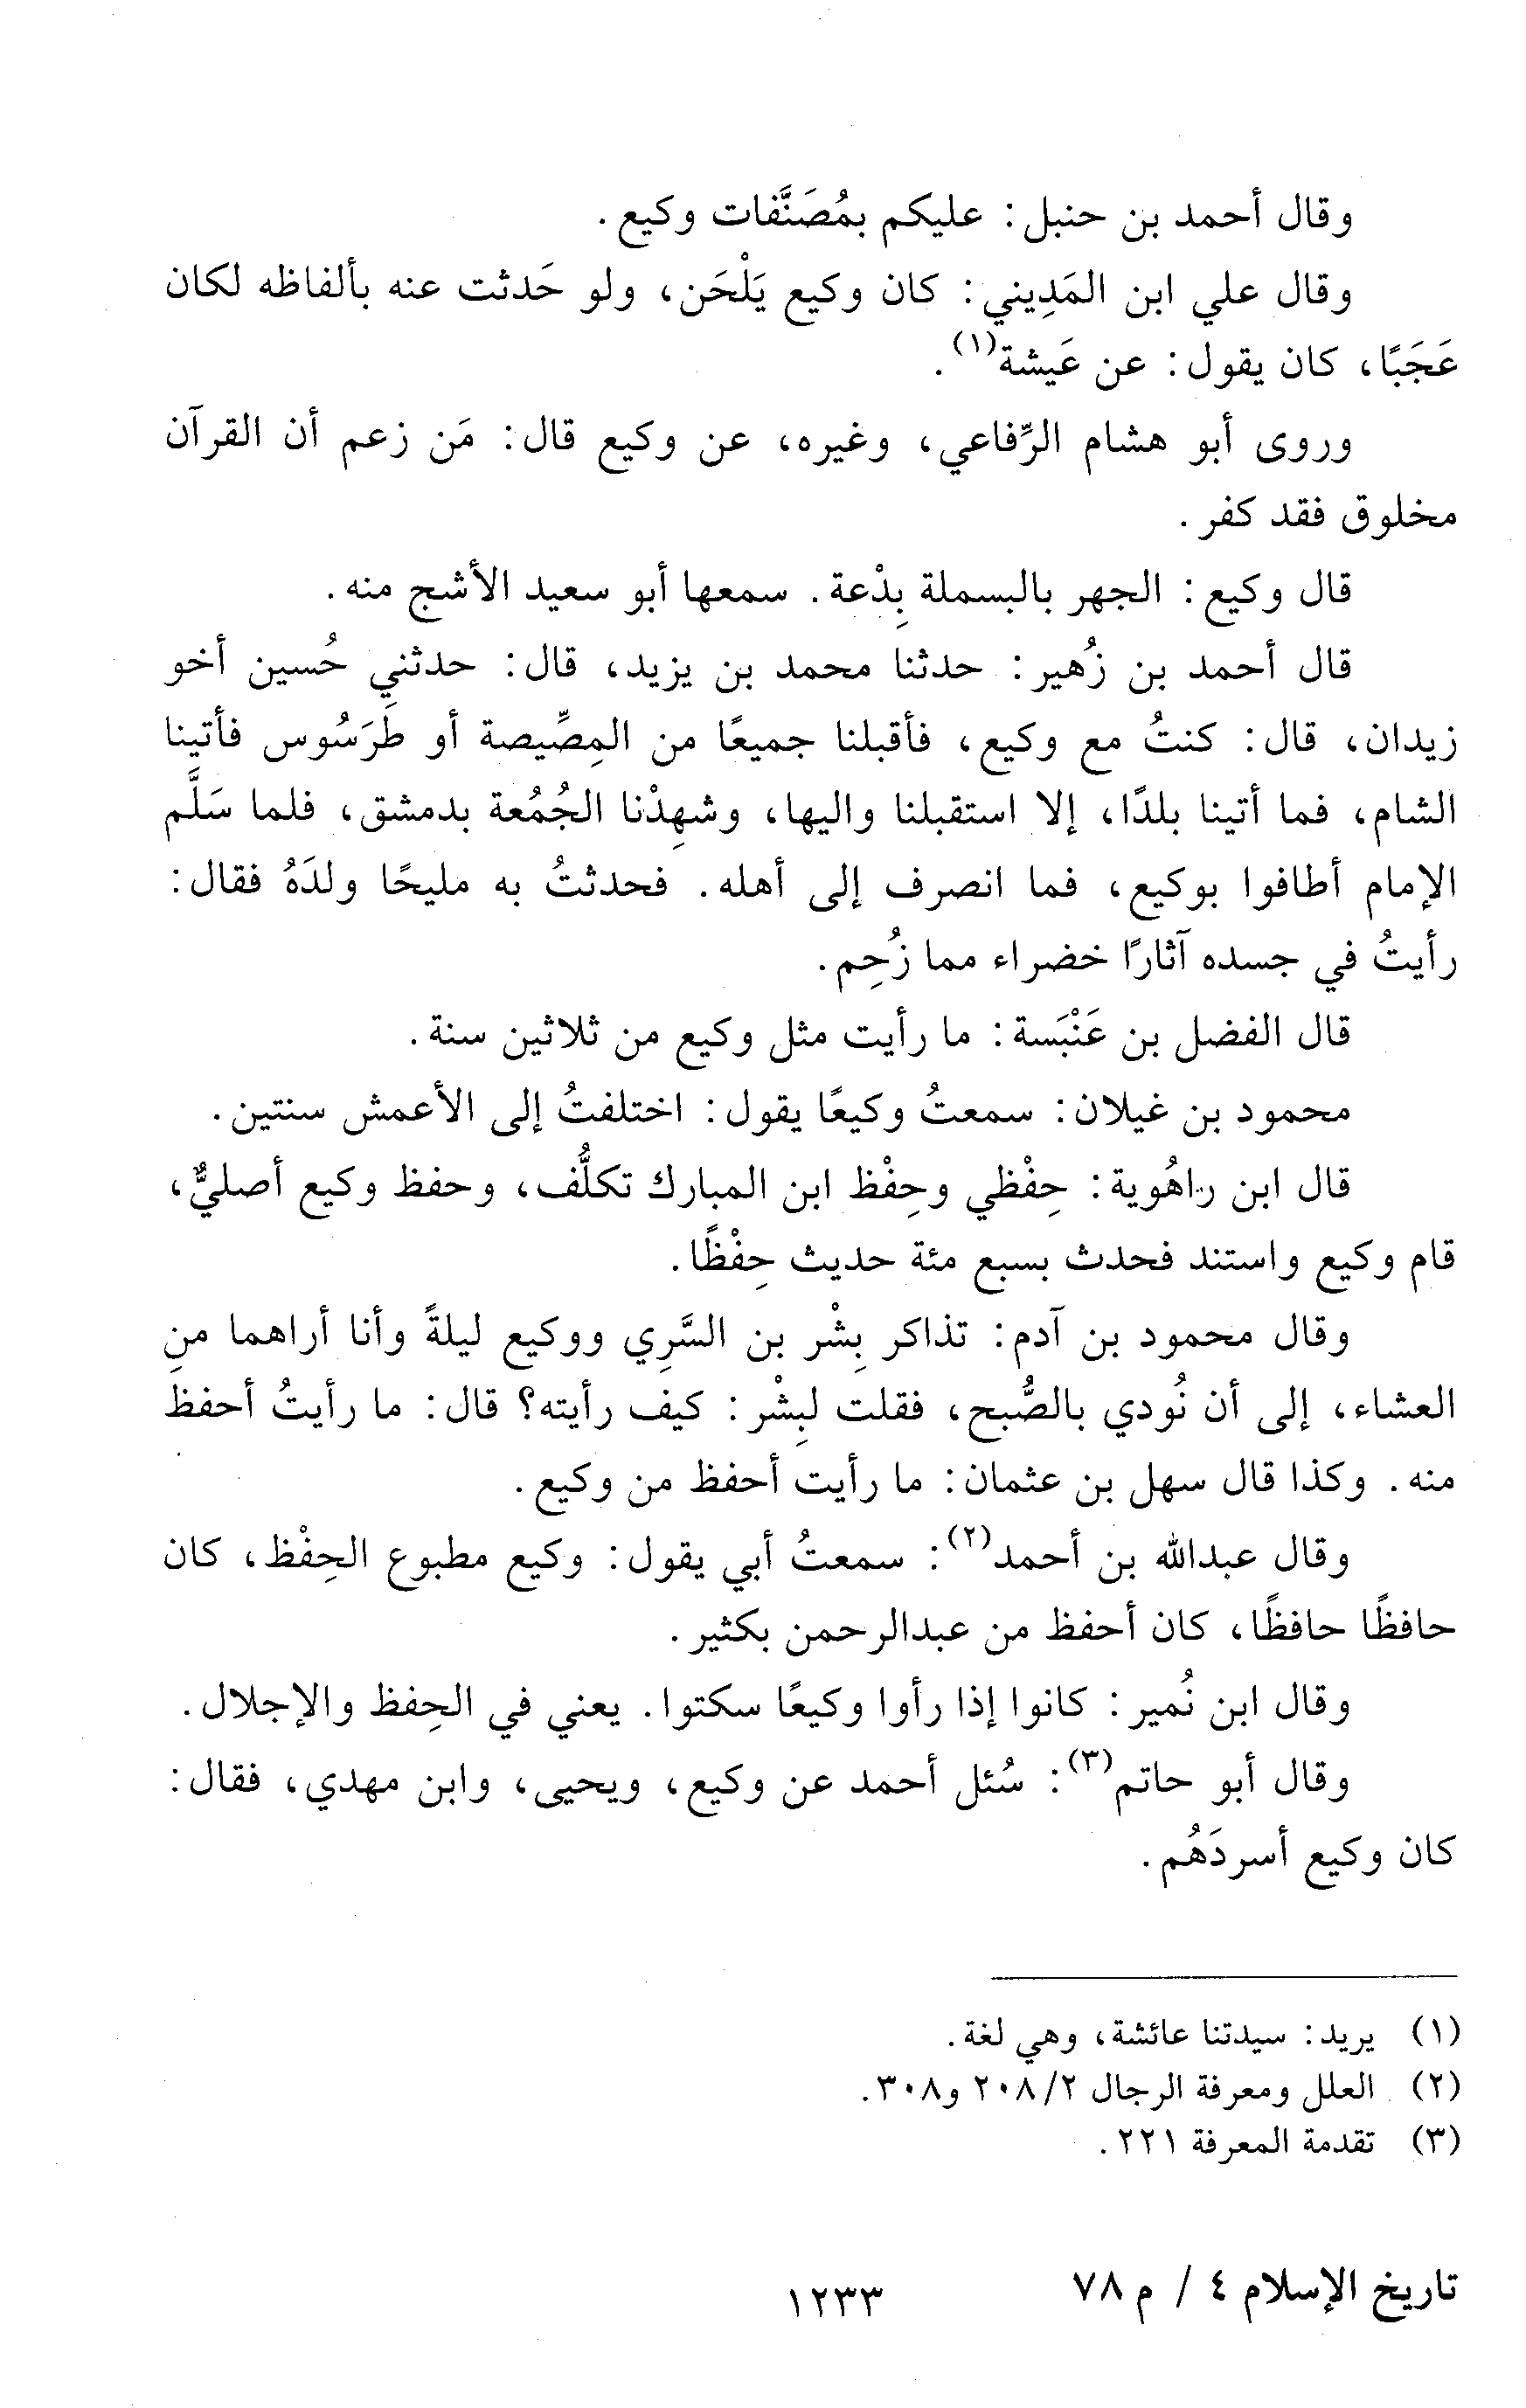 وقال أحمد بن حنبل: عليكم بمُصَنَّفات وكيع.
وقال علي ابن المَدِيني: كان وكيع يَلْحَن، ولو حَدثت عنه بألفاظه لكان
عَجَبًا، كان يقول: عن عَيشة(١).
وروى أبو هشام الرِّفاعي، وغيره، عن وكيع قال: مَن زعم أن القرآن
مخلوق فقد كفر.
قال وكيع: الجهر بالبسملة بِدْعة. سمعها أبو سعيد الأشج منه.
قال أحمد بن زُهير: حدثنا محمد بن يزيد، قال: حدثني حُسين أخو
زيدان، قال: كنتُ مع وكيع، فأقبلنا جميعًا من المِصِّيصة أو طَرَسُوس فأتينا
الشام، فما أتينا بلدًا، إلا استقبلنا واليها، وشهِدْنا الجُمُعة بدمشق، فلما سَلَّم
الإمام أطافوا بوكيع، فما انصرف إلى أهله. فحدثتُ به مليحًا ولدَهُ فقال:
رأيتُ في جسده آثارًا خضراء مما زُحِم.
قال الفضل بن عَنْبَسة: ما رأيت مثل وكيع من ثلاثين سنة.
محمود بن غيلان: سمعتُ وكيعًا يقول: اختلفتُ إلى الأعمش سنتين.
قال ابن راهُوية: حِفْظي وحِفْظ ابن المبارك تكلُّف، وحفظ وكيع أصليٌّ،
قام وكيع واستند فحدث بسبع مئة حديث حِفْظًا.
وقال محمود بن آدم: تذاكر بِشْر بن السَّرِي ووكيع ليلةً وأنا أراهما منِ
العشاء، إلى أن نُودي بالصُّبح، فقلت لبِشْر: كيف رأيته؟ قال: ما رأيتُ أحفظ
منه. وكذا قال سهل بن عثمان: ما رأيت أحفظ من وكيع.
وقال عبدالله بن أحمد(٢): سمعتُ أبي يقول: وكيع مطبوع الحِفْظ، كان
حافظًا حافظًا، كان أحفظ من عبدالرحمن بكثير.
وقال ابن نُمير: كانوا إذا رأوا وكيعًا سكتوا. يعني في الحِفظ والإجلال.
وقال أبو حاتم(٣): سُئل أحمد عن وكيع، ويحيى، وابن مهدي، فقال:
كان وكيع أسردَهُم.
(١) يريد: سيدتنا عائشة، وهي لغة.
(٢) العلل ومعرفة الرجال ٢/ ٢٠٨ و٣٠٨.
(٣) تقدمة المعرفة ٢٢١.
تاريخ الإسلام ٤ / م ٧٨
١٢٣٣